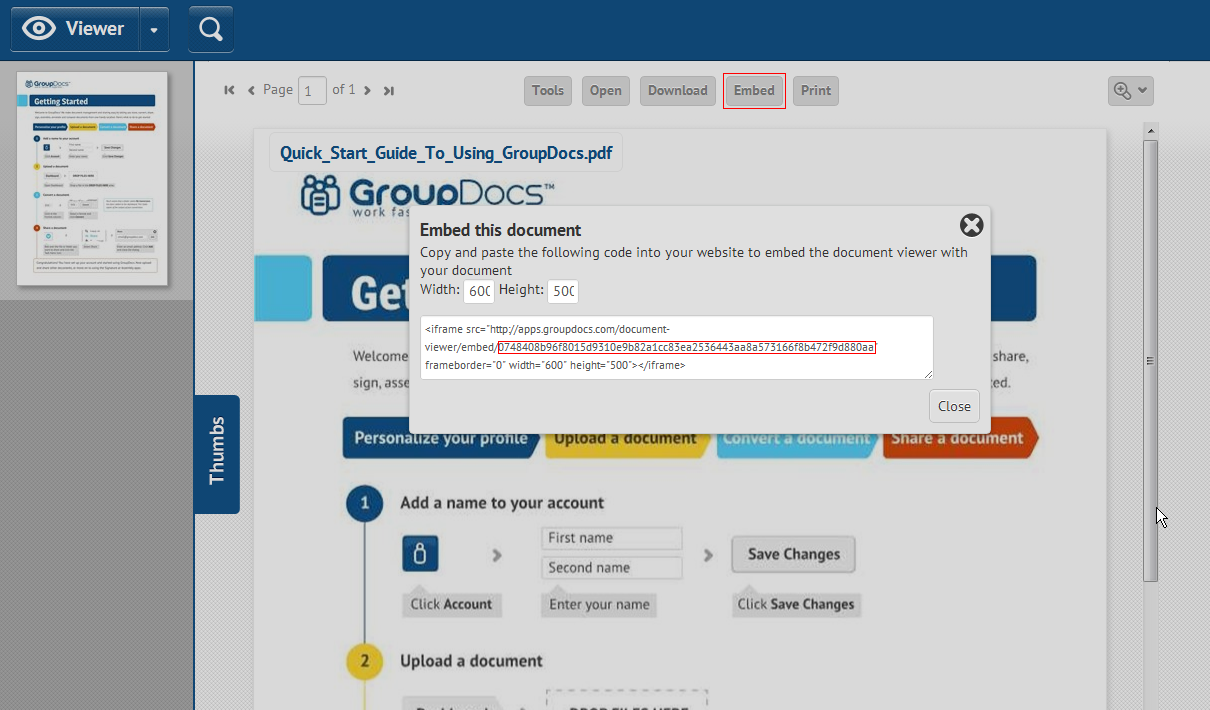 Viewer
Page 1 of 1
Tools Open Download Embed Print
GroupDocs
Getting Started
Quick_Start_Guide_To_Using_GroupDocs.pdf
GroupDocs™
work fas
Embed this document
Copy and paste the following code into your website to embed the document viewer with
your document
Width: 600 Height: 500
<iframe src="http://apps.groupdocs.com/document-
viewer/embed/0748408b96f8015d9310e9b82a1cc83ea2536443aa8a573166f8b472f9d880aa"
frameborder="0" width="600" height="500"></iframe>
Close
Get
Welcome share,
sign, asse ed.
Thumbs
Personalize your profile Upload a document Convert a document Share a document
1 Add a name to your account
First name
Second name
Save Changes
Click Account Enter your name Click Save Changes
2 Upload a document
DROP FILES HERE